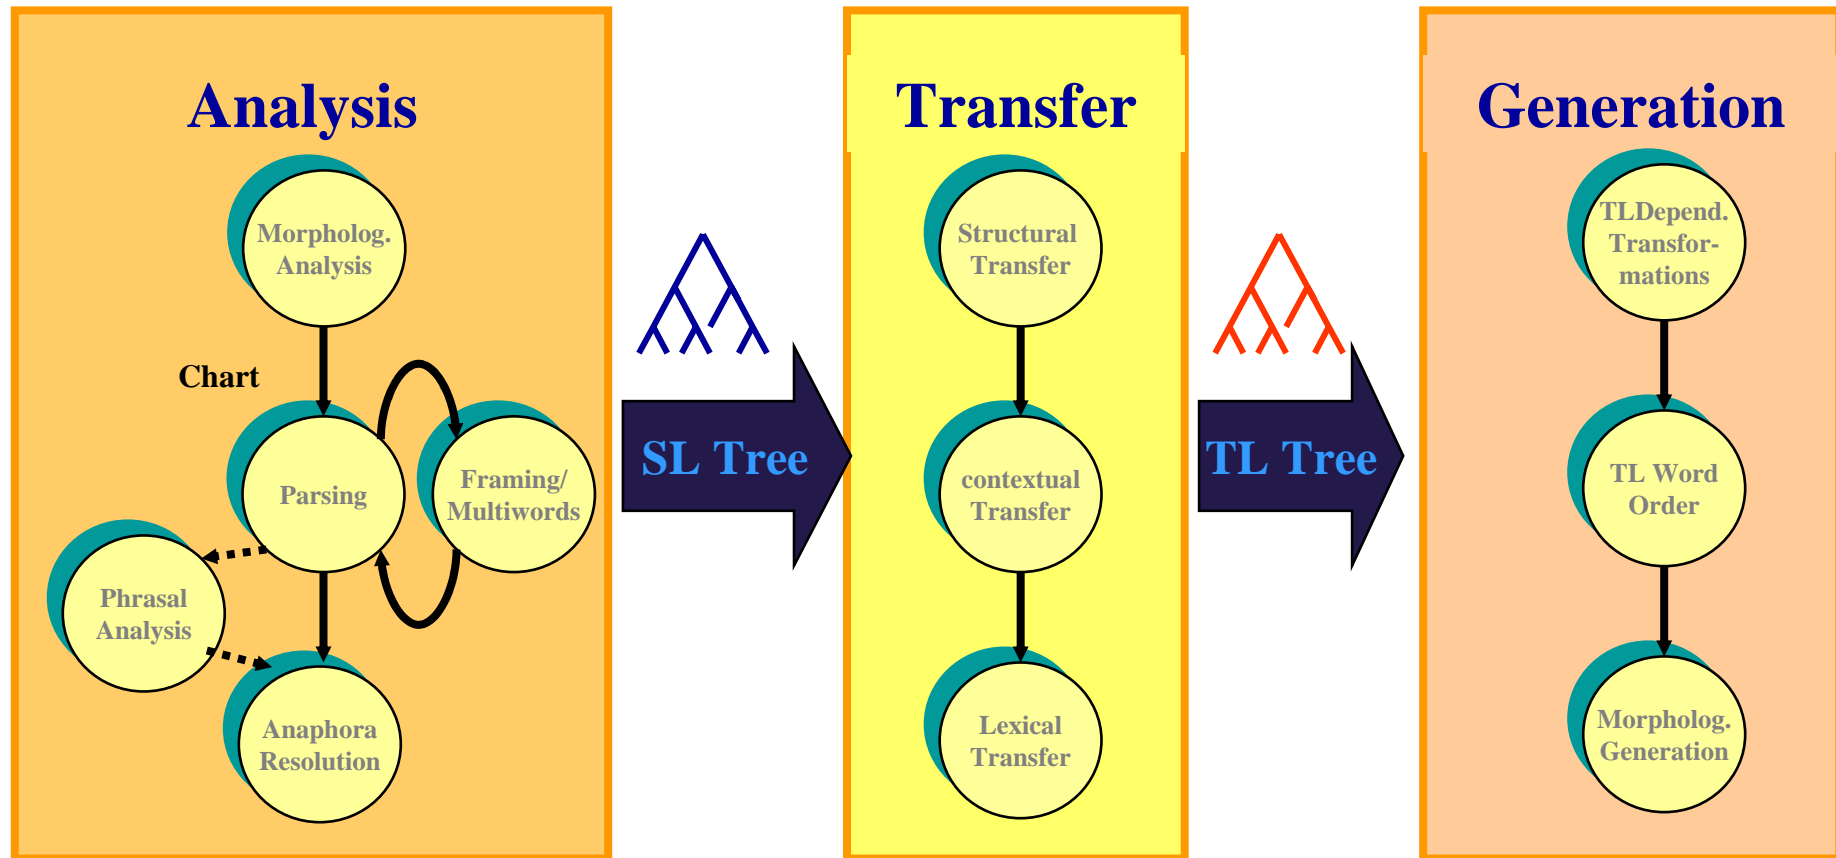 Analysis
Morpholog.
Analysis
Chart
Parsing
Framing/
Multiwords
Phrasal
Analysis
Anaphora
Resolution
SL Tree
Transfer
Structural
Transfer
contextual
Transfer
Lexical
Transfer
TL Tree
Generation
TLDepend.
Transfor-
mations
TL Word
Order
Morpholog.
Generation